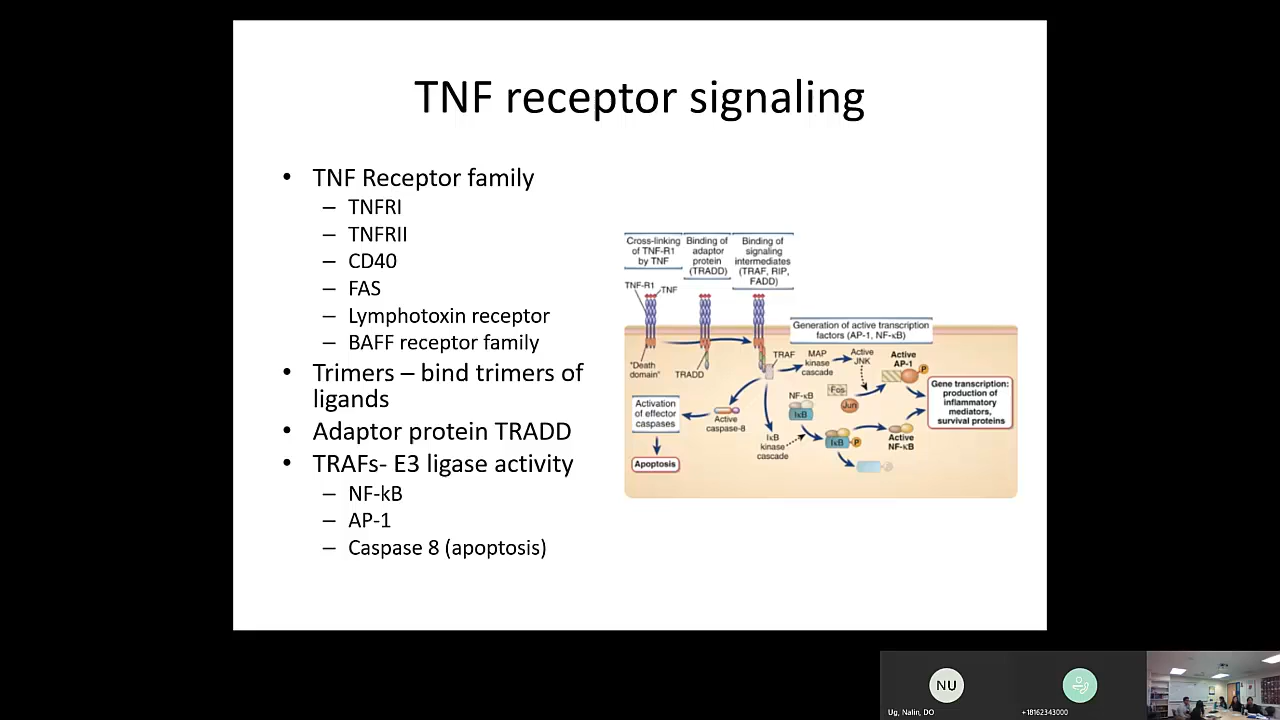 TNF receptor signaling
• TNF Receptor family
– TNFRI
– TNFRII
– CD40
– FAS
– Lymphotoxin receptor
– BAFF receptor family
• Trimers – bind trimers of
ligands
• Adaptor protein TRADD
• TRAFs- E3 ligase activity
– NF-kB
– AP-1
– Caspase 8 (apoptosis)
Cross-linking
of TNF-R1
by TNF
Binding of
adaptor
protein
(TRADD)
Binding of
signaling
intermediates
(TRAF, RIP,
FADD)
TNF-R1
TNF
Generation of active transcription
factors (AP-1, NF-κB)
"Death
domain"
TRADD
TRAF
MAP
kinase
cascade
Active
JNK
Active
AP-1
P
Fos
Jun
Gene transcription:
production of
inflammatory
mediators,
survival proteins
Activation
of effector
caspases
Active
caspase-8
NF-κB
IκB
IκB
kinase
cascade
IκB
P
Active
NF-κB
Apoptosis
NU
Ug, Nalin, DO
+18162343000